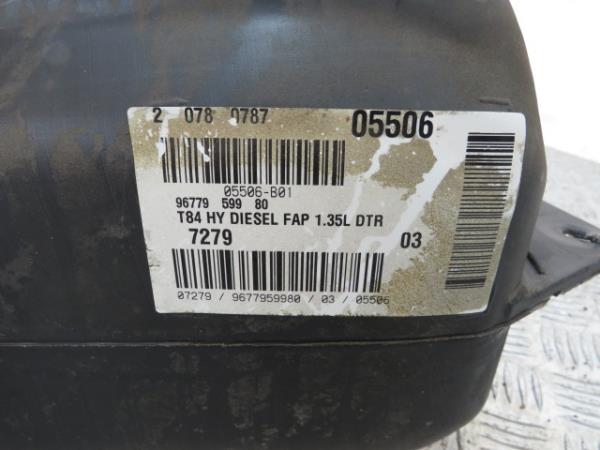 2 078 0787 05506
05506-B01
96779 599 80
T84 HY DIESEL FAP 1.35L DTR
7279 03
07279 / 9677959980 / 03 / 05506